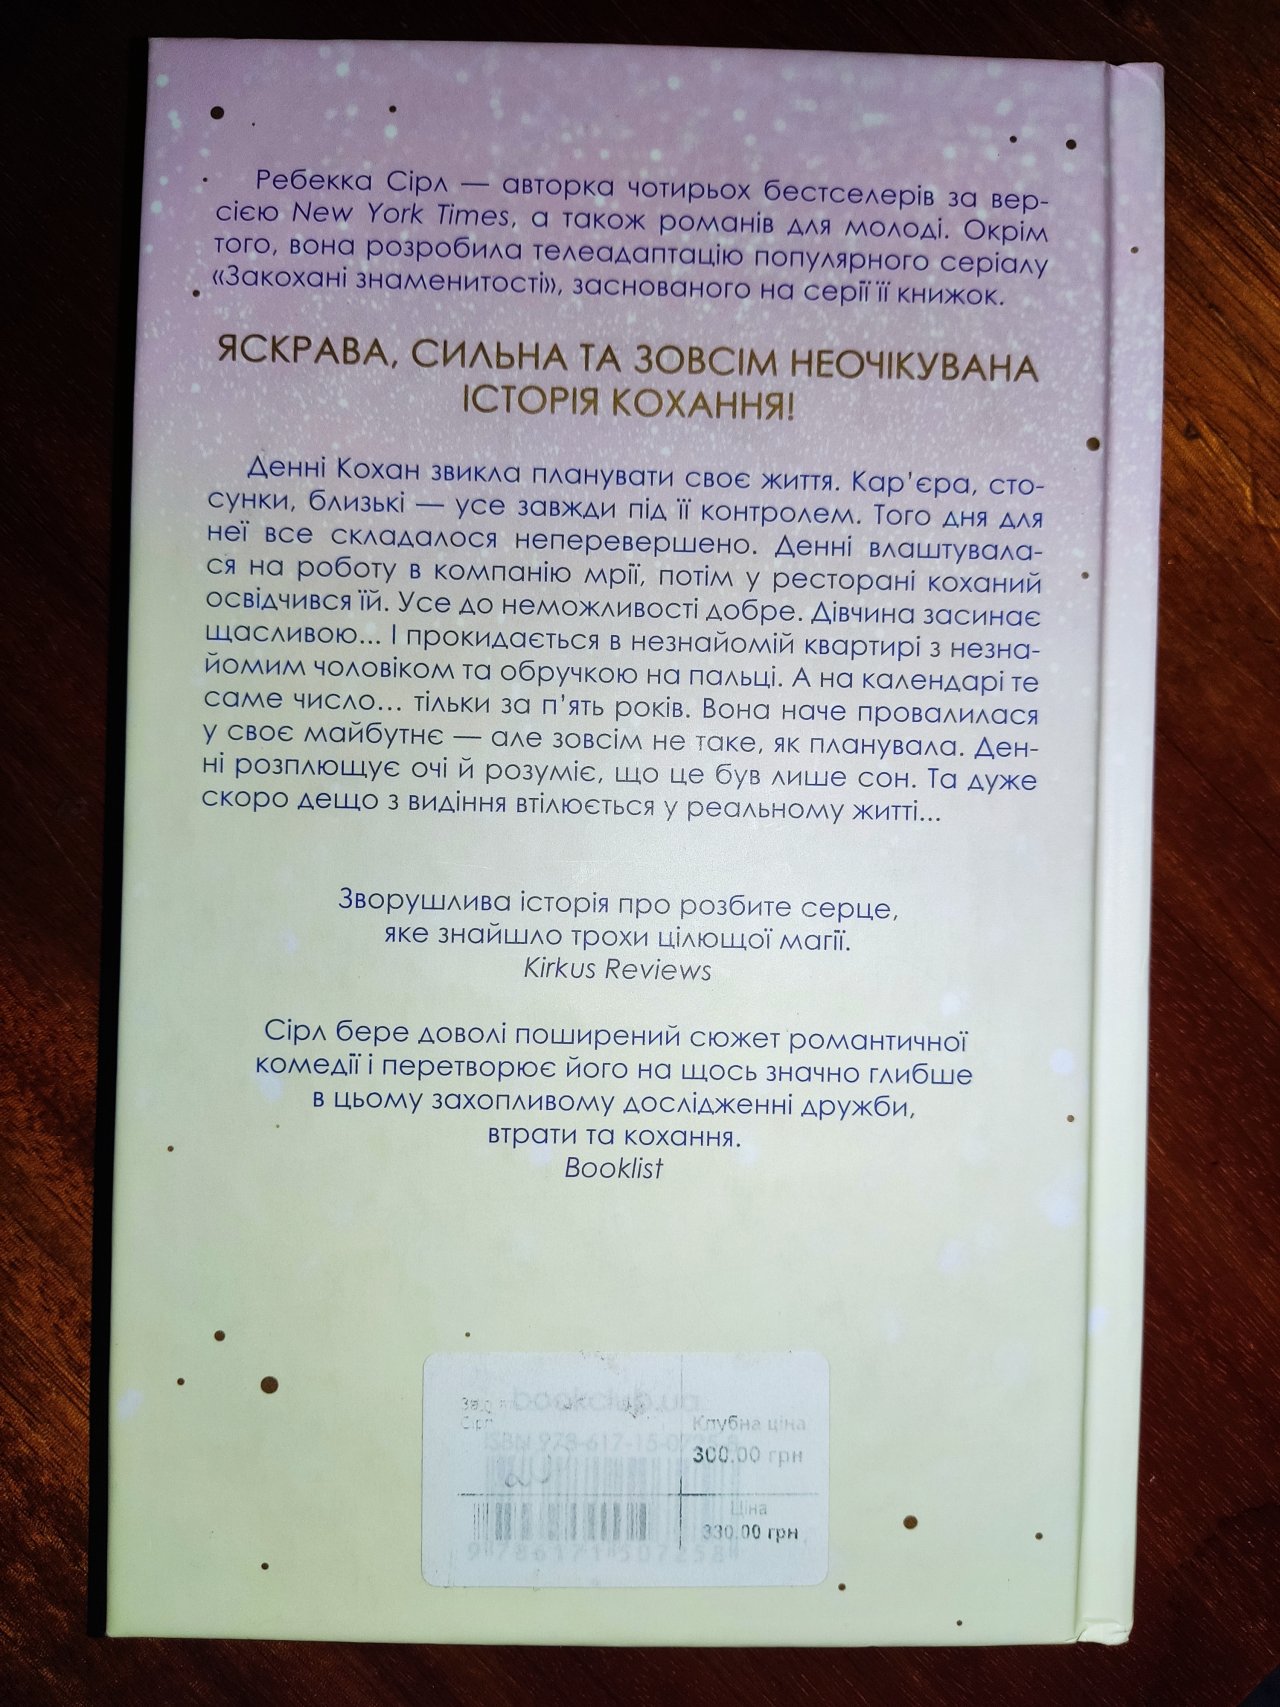 Ребекка Сірл — авторка чотирьох бестселерів за вер-
сією New York Times, а також романів для молоді. Окрім
того, вона розробила телеадаптацію популярного серіалу
«Закохані знаменитості», заснованого на серії її книжок.
ЯСКРАВА, СИЛЬНА ТА ЗОВСІМ НЕОЧІКУВАНА
ІСТОРІЯ КОХАННЯ!
Денні Кохан звикла планувати своє життя. Кар’єра, сто-
сунки, близькі — усе завжди під її контролем. Того дня для
неї все складалося неперевершено. Денні влаштувала-
ся на роботу в компанію мрії, потім у ресторані коханий
освідчився їй. Усе до неможливості добре. Дівчина засинає
щасливою... І прокидається в незнайомій квартирі з незна-
йомим чоловіком та обручкою на пальці. А на календарі те
саме число... тільки за п’ять років. Вона наче провалилася
у своє майбутнє — але зовсім не таке, як планувала. Ден-
ні розплющує очі й розуміє, що це був лише сон. Та дуже
скоро дещо з видіння втілюється у реальному житті...
Зворушлива історія про розбите серце,
яке знайшло трохи цілющої магії.
Kirkus Reviews
Сірл бере доволі поширений сюжет романтичної
комедії і перетворює його на щось значно глибше
в цьому захопливому дослідженні дружби,
втрати та кохання.
Booklist
bookclub.ua
Сірл
Клубна ціна
300.00 грн
Ціна
330.00 грн